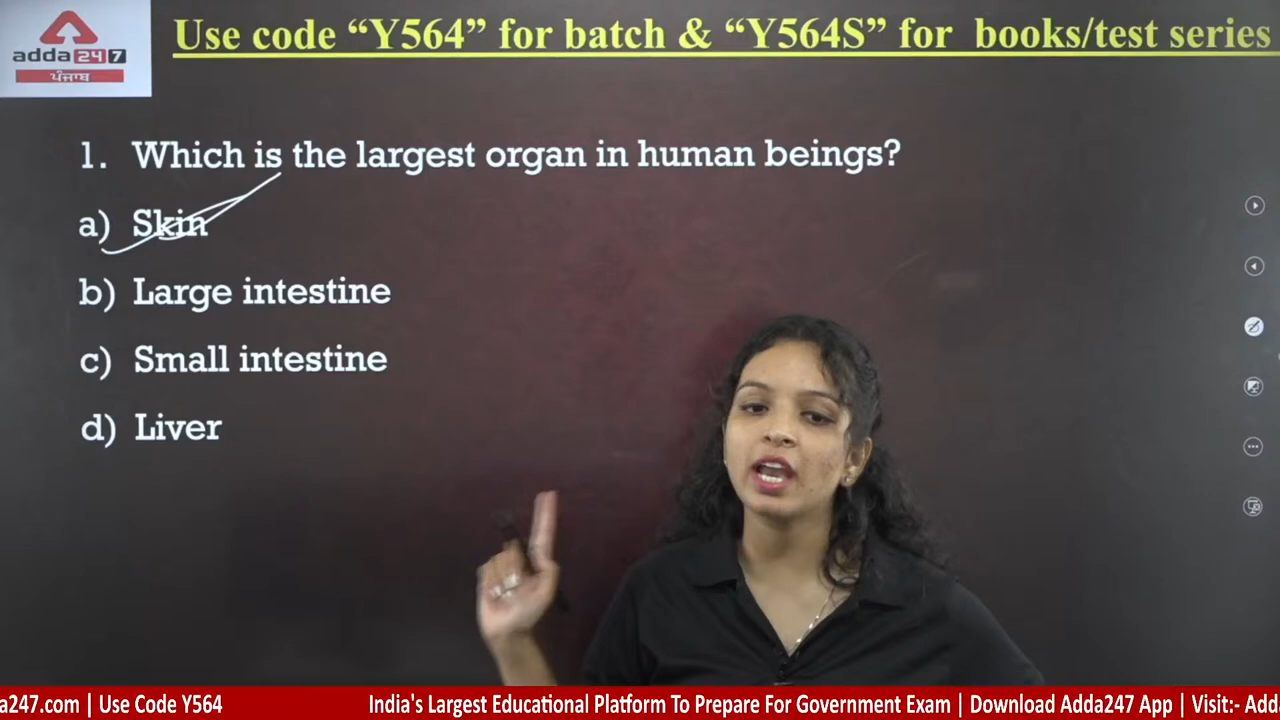 adda247
ਪੰਜਾਬ
Use code “Y564” for batch & “Y564S” for books/test series
1. Which is the largest organ in human beings?
a) Skin
b) Large intestine
c) Small intestine
d) Liver
a247.com | Use Code Y564 India's Largest Educational Platform To Prepare For Government Exam | Download Adda247 App | Visit:- Add